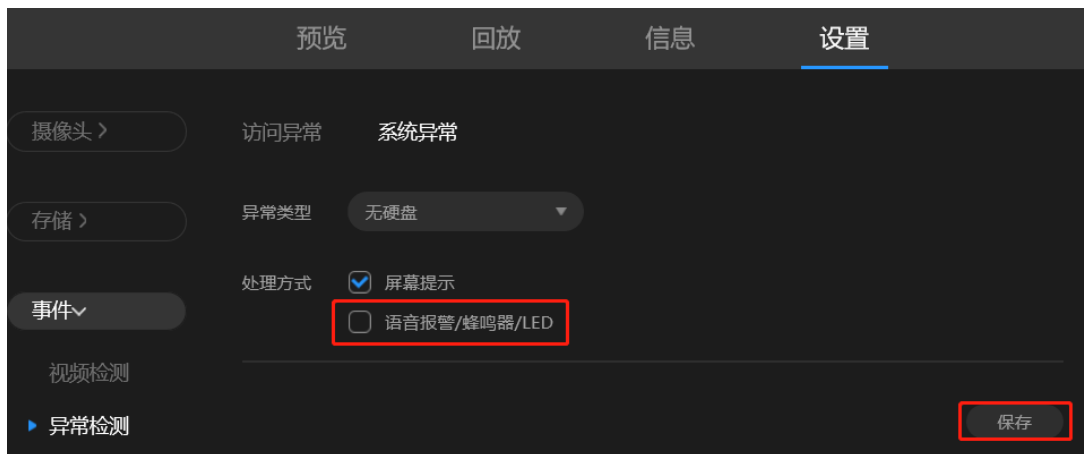 预览 回放 信息 设置
摄像头 >
访问异常 系统异常
异常类型 无硬盘
存储 >
处理方式 屏幕提示
事件
语音报警/蜂鸣器/LED
视频检测
异常检测
保存